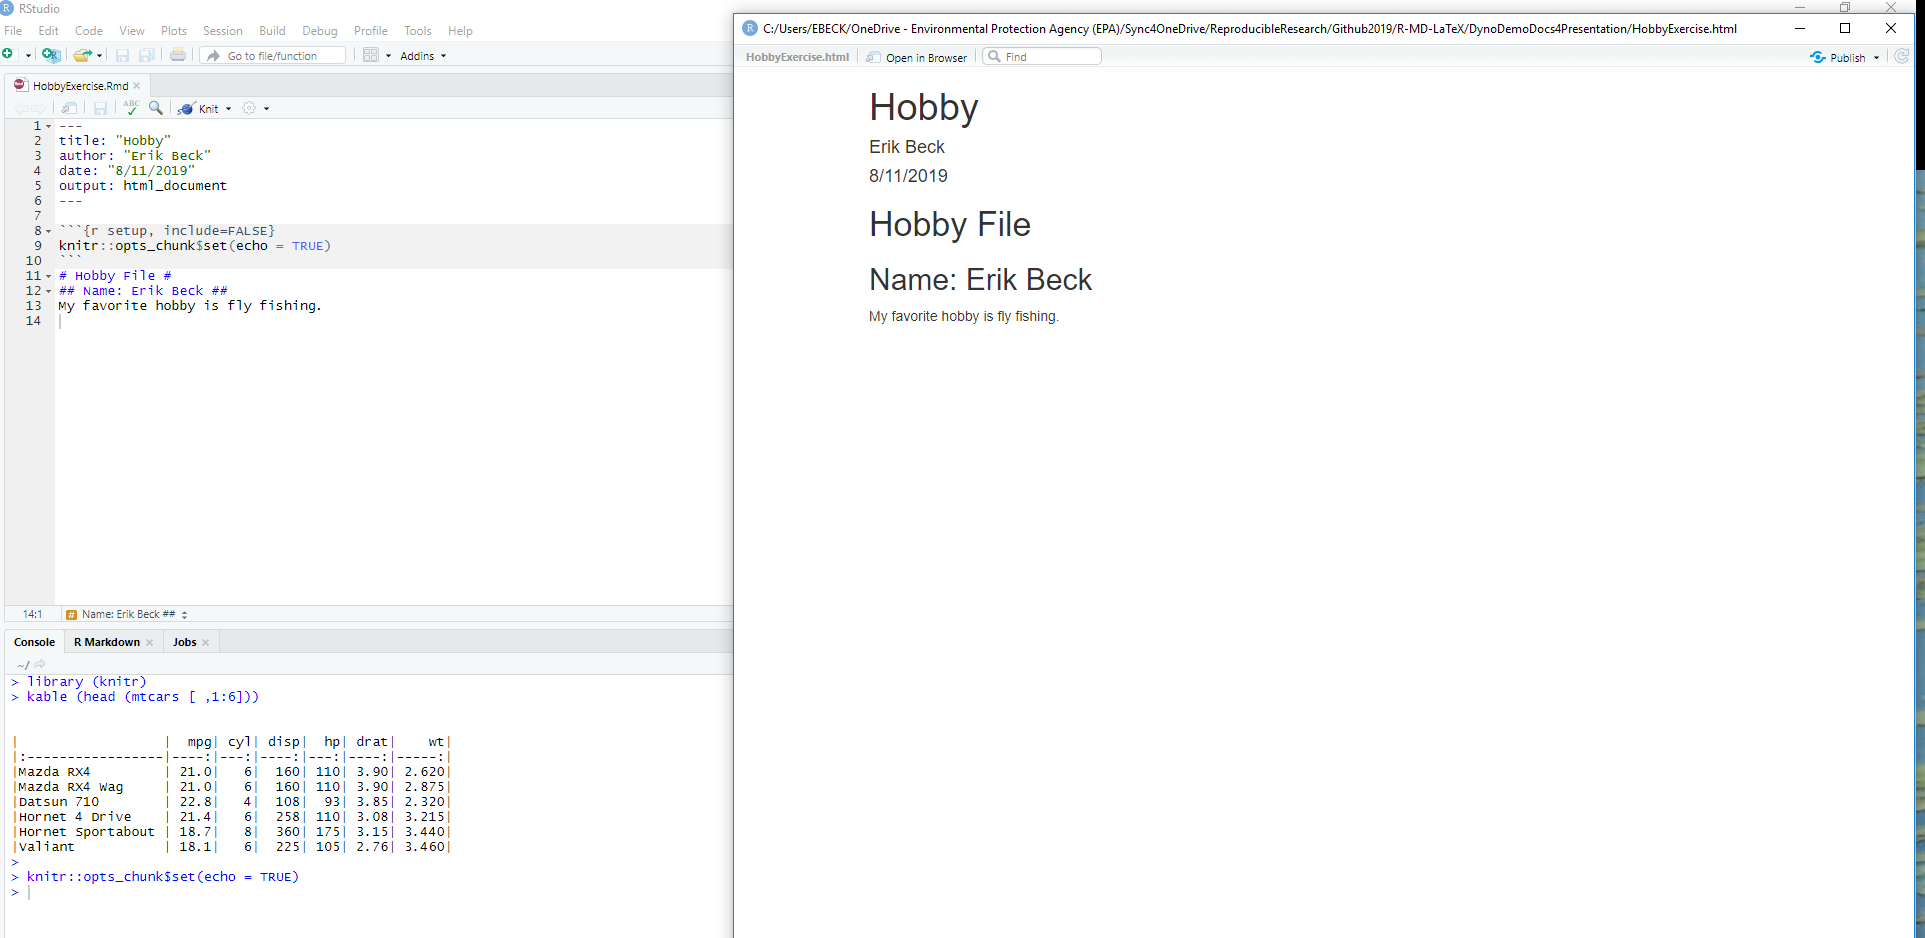 RStudio
File Edit Code View Plots Session Build Debug Profile Tools Help
Go to file/function Addins
HobbyExercise.Rmd
ABC Knit
1 ---
2 title: "Hobby"
3 author: "Erik Beck"
4 date: "8/11/2019"
5 output: html_document
6 ---
7
8 ```{r setup, include=FALSE}
9 knitr::opts_chunk$set(echo = TRUE)
10 ```
11 # Hobby File #
12 ## Name: Erik Beck ##
13 My favorite hobby is fly fishing.
14
14:1 # Name: Erik Beck ##
Console R Markdown Jobs
~/
> library (knitr)
> kable (head (mtcars [ ,1:6]))
|                  |  mpg| cyl| disp|  hp| drat|    wt|
|:-----------------|----:|---:|----:|---:|----:|-----:|
|Mazda RX4         | 21.0|   6|  160| 110| 3.90| 2.620|
|Mazda RX4 Wag     | 21.0|   6|  160| 110| 3.90| 2.875|
|Datsun 710        | 22.8|   4|  108|  93| 3.85| 2.320|
|Hornet 4 Drive    | 21.4|   6|  258| 110| 3.08| 3.215|
|Hornet Sportabout | 18.7|   8|  360| 175| 3.15| 3.440|
|Valiant           | 18.1|   6|  225| 105| 2.76| 3.460|
>
> knitr::opts_chunk$set(echo = TRUE)
>
C:/Users/EBECK/OneDrive - Environmental Protection Agency (EPA)/Sync4OneDrive/ReproducibleResearch/Github2019/R-MD-LaTeX/DynoDemoDocs4Presentation/HobbyExercise.html
HobbyExercise.html Open in Browser Find Publish
Hobby
Erik Beck
8/11/2019
Hobby File
Name: Erik Beck
My favorite hobby is fly fishing.